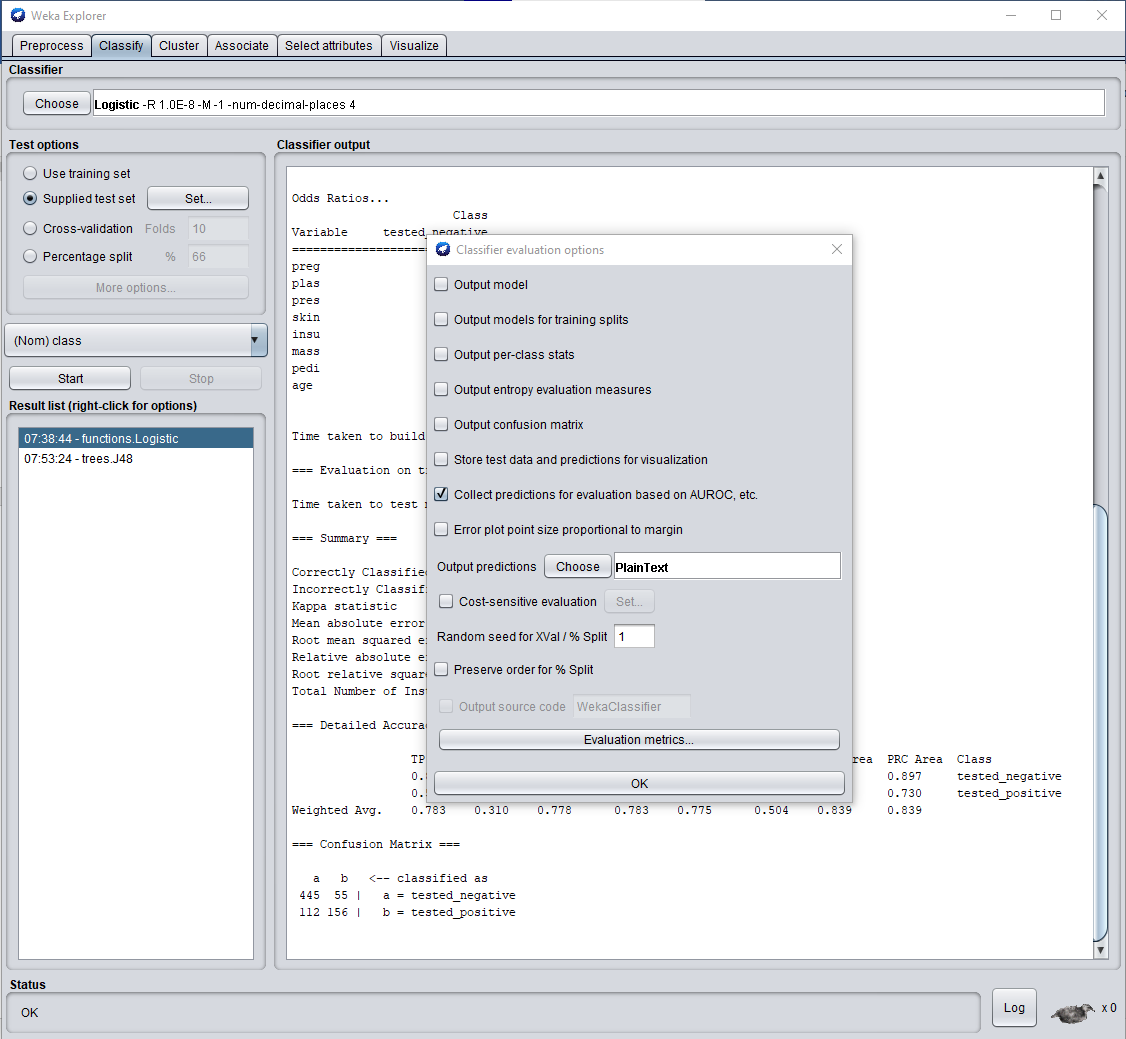 Weka Explorer
Preprocess Classify Cluster Associate Select attributes Visualize
Classifier
Choose Logistic -R 1.0E-8 -M -1 -num-decimal-places 4
Test options
Use training set
Supplied test set Set...
Cross-validation Folds 10
Percentage split % 66
More options...
(Nom) class
Start Stop
Result list (right-click for options)
07:38:44 - functions.Logistic
07:53:24 - trees.J48
Classifier output
Odds Ratios...
Class
Variable tested_negative
preg
plas
pres
skin
insu
mass
pedi
age
Time taken to build
=== Evaluation on
Time taken to test
=== Summary ===
Correctly Classified
Incorrectly
Kappa statistic
Mean absolute error
Root mean squared
Relative absolute
Root relative
Total Number of
=== Detailed
TP PRC Area Class
0.897 tested_negative
0.730 tested_positive
Weighted Avg. 0.783 0.310 0.778 0.783 0.775 0.504 0.839 0.839
=== Confusion Matrix ===
a b <-- classified as
445 55 | a = tested_negative
112 156 | b = tested_positive
Classifier evaluation options
Output model
Output models for training splits
Output per-class stats
Output entropy evaluation measures
Output confusion matrix
Store test data and predictions for visualization
Collect predictions for evaluation based on AUROC, etc.
Error plot point size proportional to margin
Output predictions Choose PlainText
Cost-sensitive evaluation Set...
Random seed for XVal / % Split 1
Preserve order for % Split
Output source code WekaClassifier
Evaluation metrics...
OK
Status
OK
Log x 0